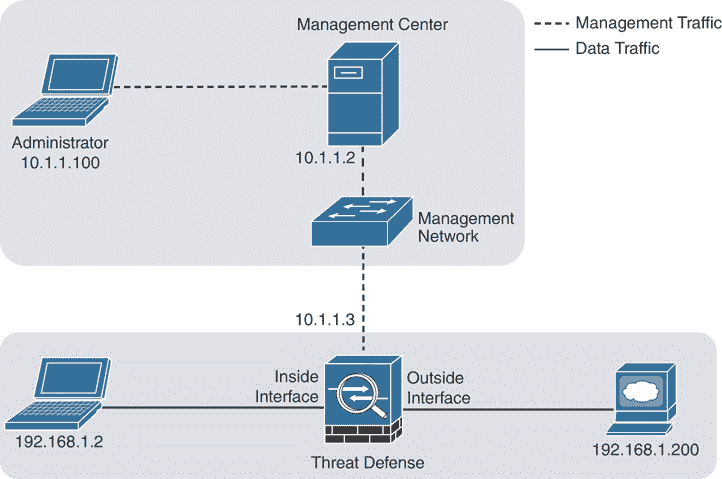 Management Center
Management Traffic
Data Traffic
Administrator
10.1.1.100
10.1.1.2
Management
Network
10.1.1.3
Inside
Interface
Outside
Interface
192.168.1.2
Threat Defense
192.168.1.200